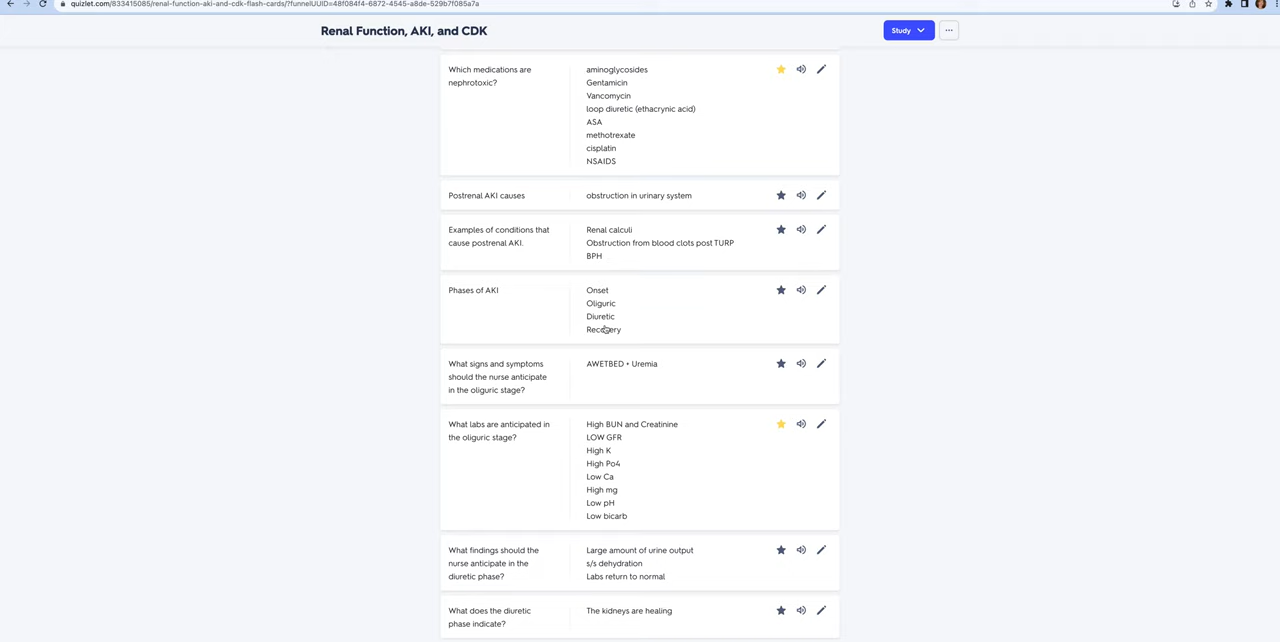 quizlet.com/833415085/renal-function-aki-and-cdk-flash-cards/?funnelUUID=48f084f4-6872-4545-a8de-529b7f085a7a
Renal Function, AKI, and CDK
Study
Which medications are
nephrotoxic?
aminoglycosides
Gentamicin
Vancomycin
loop diuretic (ethacrynic acid)
ASA
methotrexate
cisplatin
NSAIDS
Postrenal AKI causes
obstruction in urinary system
Examples of conditions that
cause postrenal AKI.
Renal calculi
Obstruction from blood clots post TURP
BPH
Phases of AKI
Onset
Oliguric
Diuretic
Recovery
What signs and symptoms
should the nurse anticipate
in the oliguric stage?
AWETBED + Uremia
What labs are anticipated in
the oliguric stage?
High BUN and Creatinine
LOW GFR
High K
High Po4
Low Ca
High mg
Low pH
Low bicarb
What findings should the
nurse anticipate in the
diuretic phase?
Large amount of urine output
s/s dehydration
Labs return to normal
What does the diuretic
phase indicate?
The kidneys are healing